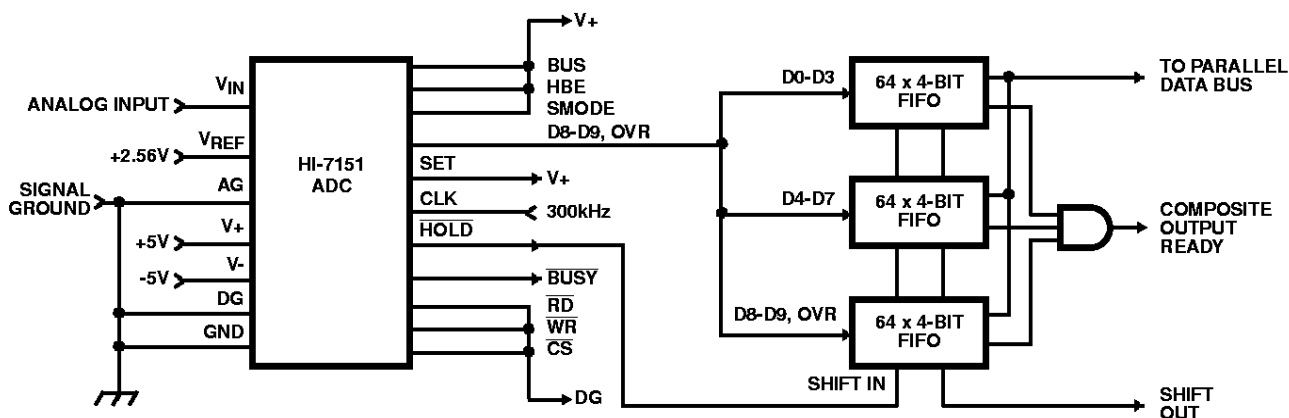 V+
BUS
HBE
SMODE
D8-D9, OVR
SET
V+
CLK
300kHz
HOLD
BUSY
RD
WR
CS
DG
ANALOG INPUT
VIN
+2.56V
VREF
SIGNAL
GROUND
AG
V+
+5V
V-
-5V
DG
GND
HI-7151
ADC
D0-D3
64 x 4-BIT
FIFO
D4-D7
64 x 4-BIT
FIFO
D8-D9, OVR
64 x 4-BIT
FIFO
SHIFT IN
TO PARALLEL
DATA BUS
COMPOSITE
OUTPUT
READY
SHIFT
OUT